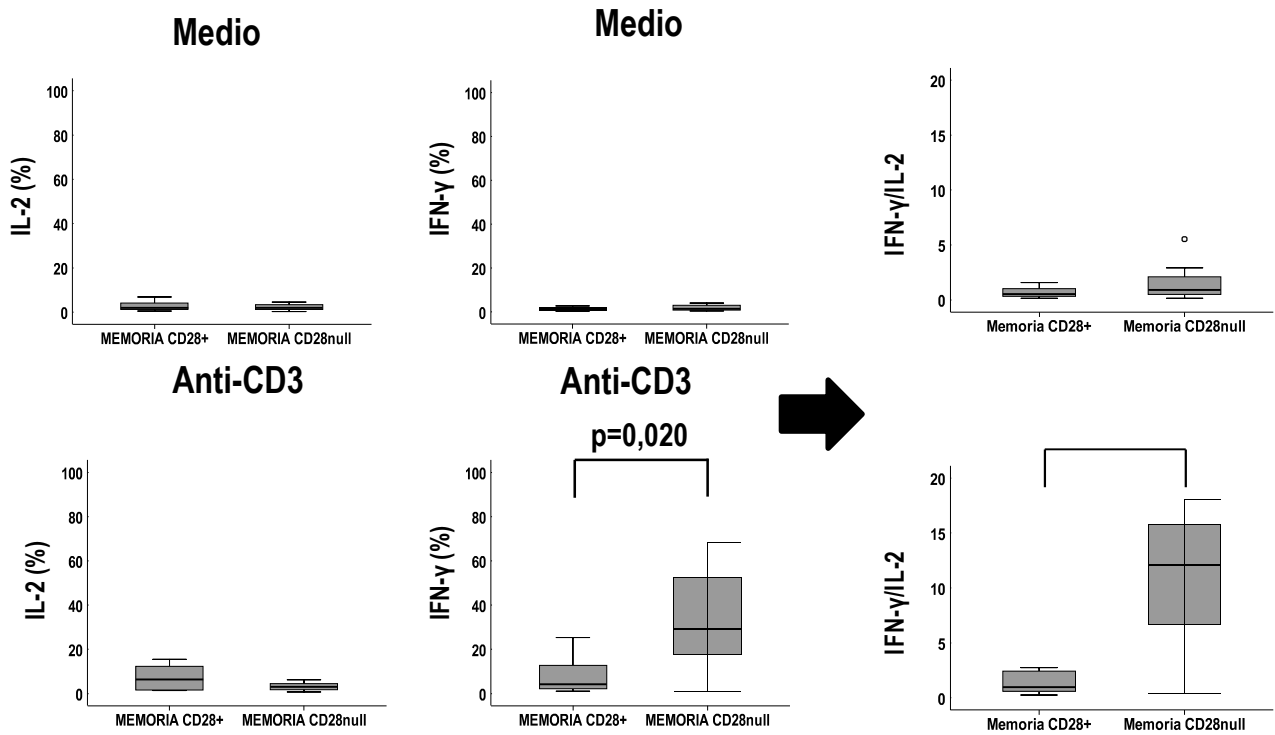 Medio
Medio
IL-2 (%)
100
80
60
40
20
0
MEMORIA CD28+ MEMORIA CD28null
IFN-γ (%)
100
80
60
40
20
0
MEMORIA CD28+ MEMORIA CD28null
IFN-γ/IL-2
20
15
10
5
0
Memoria CD28+ Memoria CD28null
Anti-CD3
Anti-CD3
p=0,020
IL-2 (%)
100
80
60
40
20
0
MEMORIA CD28+ MEMORIA CD28null
IFN-γ (%)
100
80
60
40
20
0
MEMORIA CD28+ MEMORIA CD28null
IFN-γ/IL-2
20
15
10
5
0
Memoria CD28+ Memoria CD28null